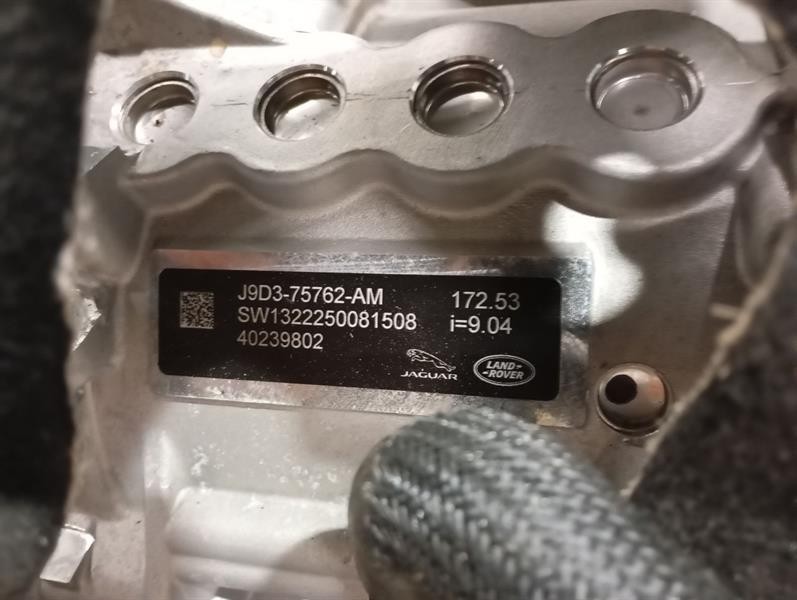 J9D3-75762-AM 172.53
SW1322250081508 i=9.04
40239802
JAGUAR
LAND-
-ROVER